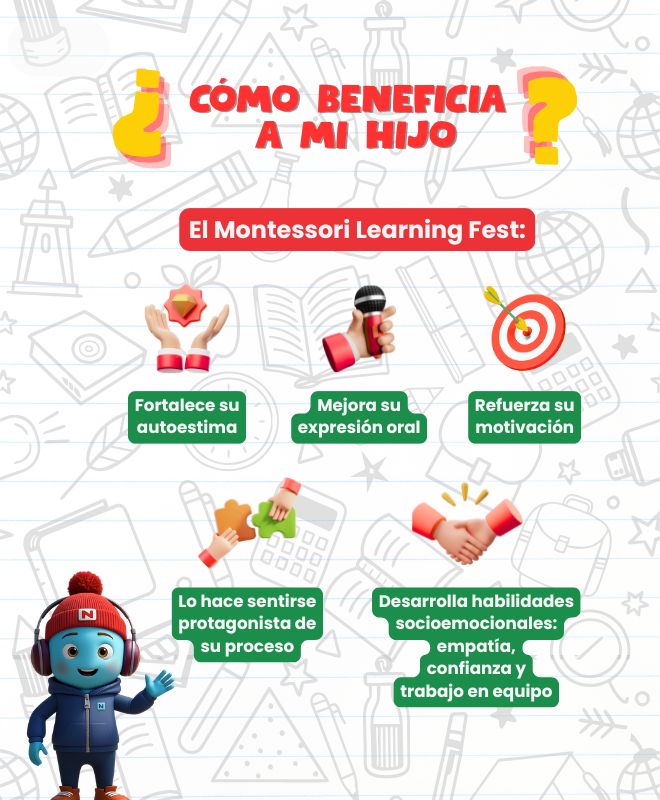 ¿CÓMO BENEFICIA
A MI HIJO?
El Montessori Learning Fest:
Fortalece su
autoestima
Mejora su
expresión oral
Refuerza su
motivación
Lo hace sentirse
protagonista de
su proceso
Desarrolla habilidades
socioemocionales:
empatía,
confianza y
trabajo en equipo
N
N